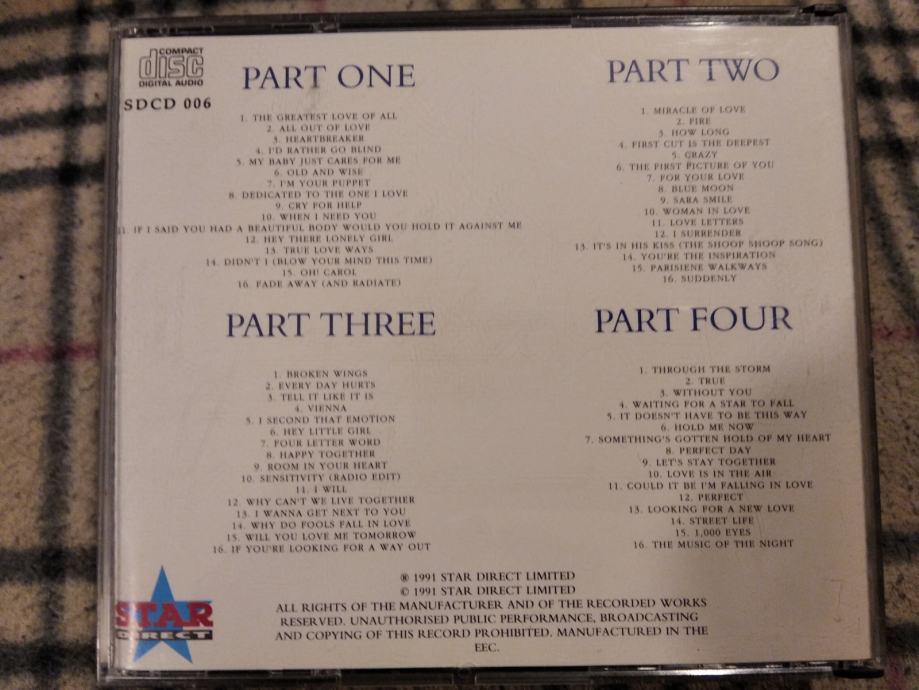 COMPACT
disc
DIGITAL AUDIO
SDCD 006
PART ONE
1. THE GREATEST LOVE OF ALL
2. ALL OUT OF LOVE
3. HEARTBREAKER
4. I'D RATHER GO BLIND
5. MY BABY JUST CARES FOR ME
6. OLD AND WISE
7. I'M YOUR PUPPET
8. DEDICATED TO THE ONE I LOVE
9. CRY FOR HELP
10. WHEN I NEED YOU
11. IF I SAID YOU HAD A BEAUTIFUL BODY WOULD YOU HOLD IT AGAINST ME
12. HEY THERE LONELY GIRL
13. TRUE LOVE WAYS
14. DIDN'T I (BLOW YOUR MIND THIS TIME)
15. OH! CAROL
16. FADE AWAY (AND RADIATE)
PART TWO
1. MIRACLE OF LOVE
2. FIRE
3. HOW LONG
4. FIRST CUT IS THE DEEPEST
5. CRAZY
6. THE FIRST PICTURE OF YOU
7. FOR YOUR LOVE
8. BLUE MOON
9. SARA SMILE
10. WOMAN IN LOVE
11. LOVE LETTERS
12. I SURRENDER
13. IT'S IN HIS KISS (THE SHOOP SHOOP SONG)
14. YOU'RE THE INSPIRATION
15. PARISIENE WALKWAYS
16. SUDDENLY
PART THREE
1. BROKEN WINGS
2. EVERY DAY HURTS
3. TELL IT LIKE IT IS
4. VIENNA
5. I SECOND THAT EMOTION
6. HEY LITTLE GIRL
7. FOUR LETTER WORD
8. HAPPY TOGETHER
9. ROOM IN YOUR HEART
10. SENSITIVITY (RADIO EDIT)
11. I WILL
12. WHY CAN'T WE LIVE TOGETHER
13. I WANNA GET NEXT TO YOU
14. WHY DO FOOLS FALL IN LOVE
15. WILL YOU LOVE ME TOMORROW
16. IF YOU'RE LOOKING FOR A WAY OUT
PART FOUR
1. THROUGH THE STORM
2. TRUE
3. WITHOUT YOU
4. WAITING FOR A STAR TO FALL
5. IT DOESN'T HAVE TO BE THIS WAY
6. HOLD ME NOW
7. SOMETHING'S GOTTEN HOLD OF MY HEART
8. PERFECT DAY
9. LET'S STAY TOGETHER
10. LOVE IS IN THE AIR
11. COULD IT BE I'M FALLING IN LOVE
12. PERFECT
13. LOOKING FOR A NEW LOVE
14. STREET LIFE
15. 1,000 EYES
16. THE MUSIC OF THE NIGHT
℗ 1991 STAR DIRECT LIMITED
© 1991 STAR DIRECT LIMITED
ALL RIGHTS OF THE MANUFACTURER AND OF THE RECORDED WORKS
RESERVED. UNAUTHORISED PUBLIC PERFORMANCE, BROADCASTING
AND COPYING OF THIS RECORD PROHIBITED. MANUFACTURED IN THE
EEC.
STAR
DIRECT